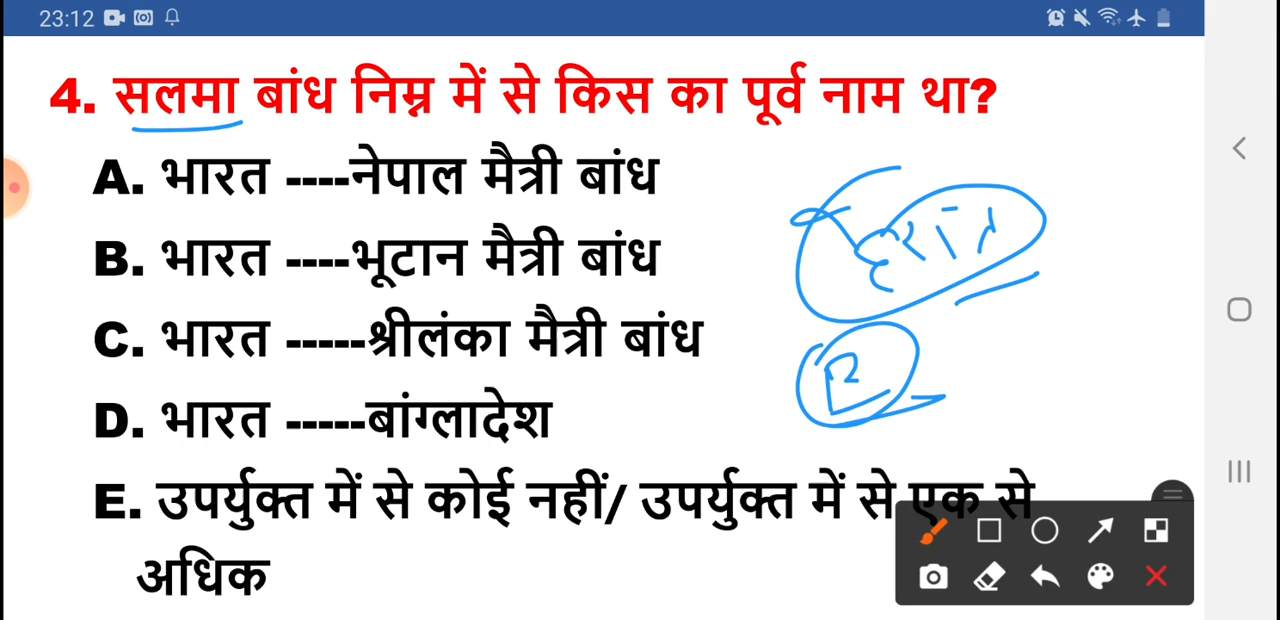 23:12
4. सलमा बांध निम्न में से किस का पूर्व नाम था?
A. भारत ----नेपाल मैत्री बांध
B. भारत ----भूटान मैत्री बांध
C. भारत -----श्रीलंका मैत्री बांध
D. भारत -----बांग्लादेश
E. उपर्युक्त में से कोई नहीं/ उपर्युक्त में से एक से
अधिक